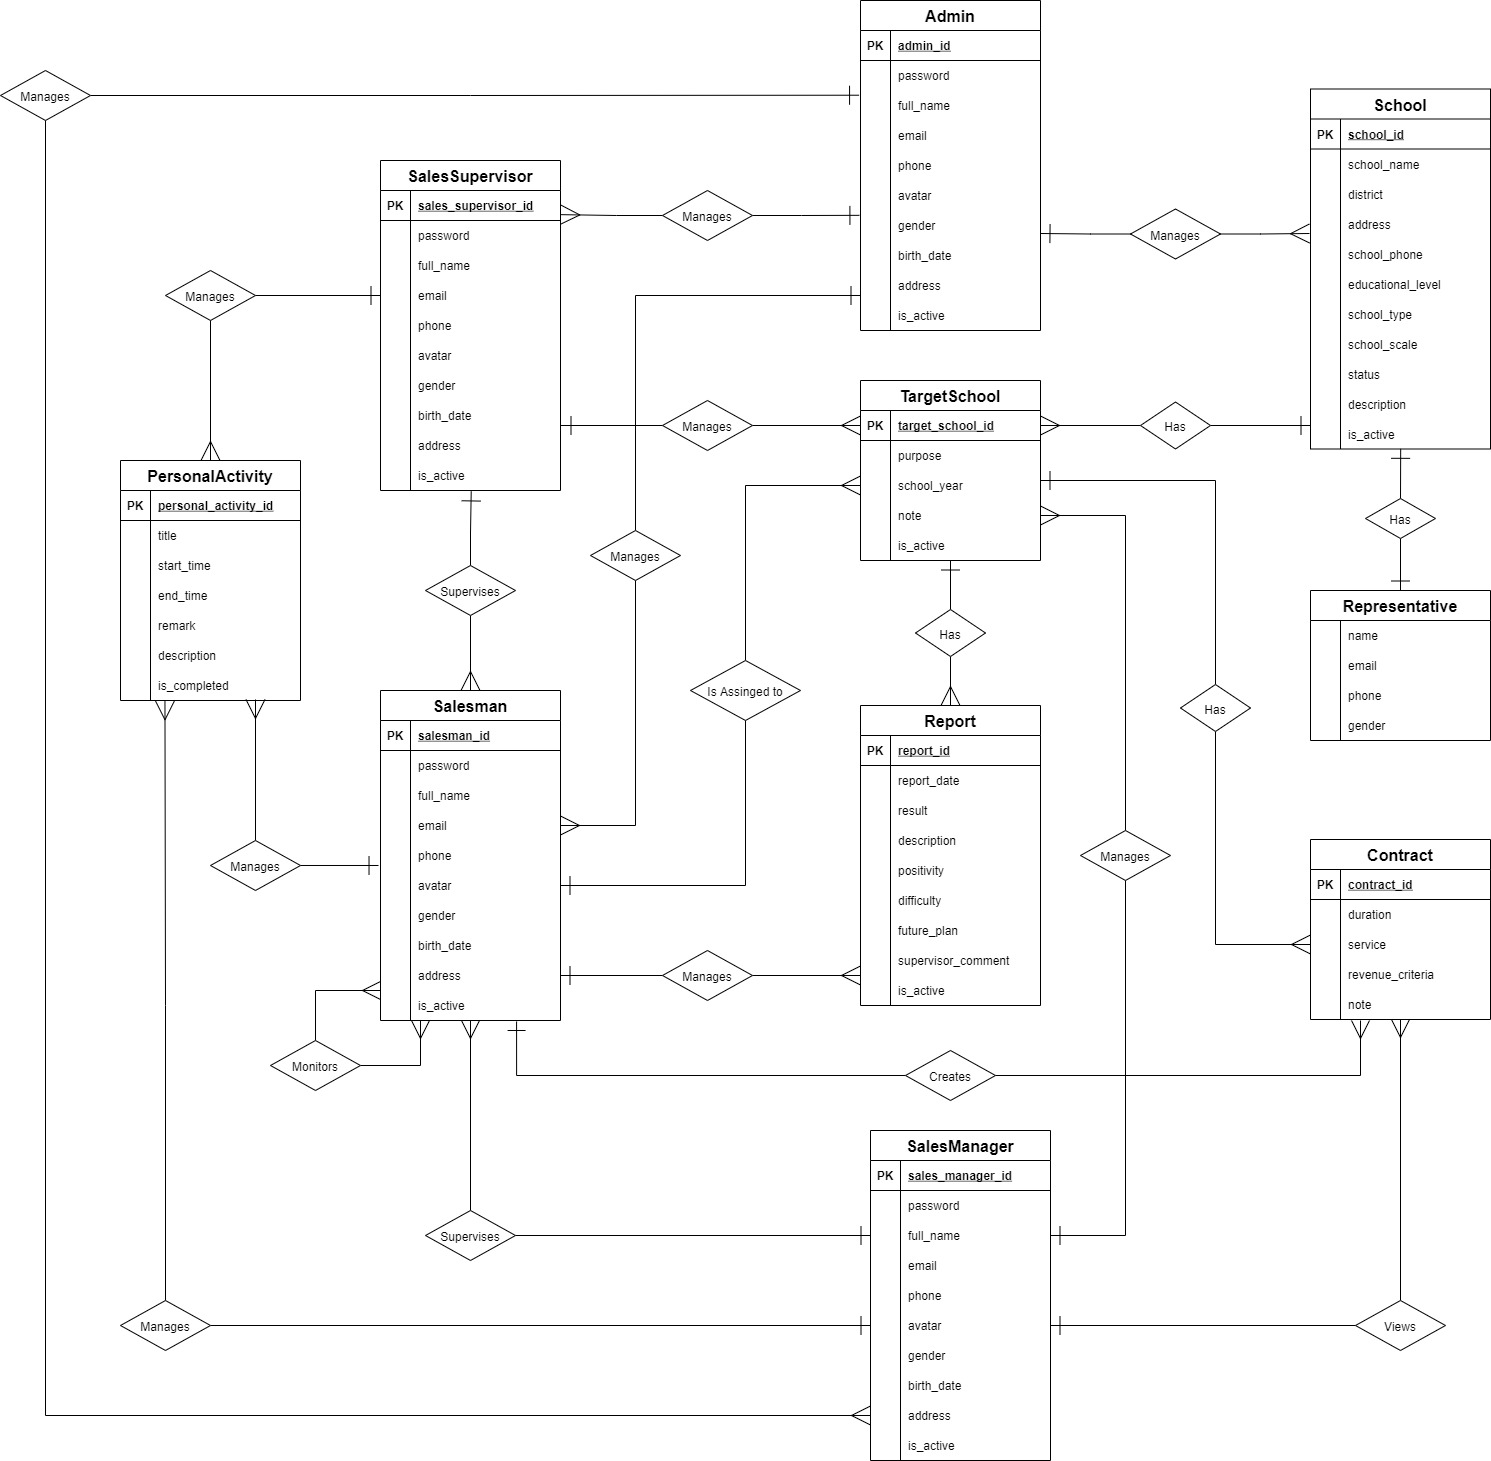 Admin
PK admin_id
password
full_name
email
phone
avatar
gender
birth_date
address
is_active
Manages
School
PK school_id
school_name
district
address
school_phone
educational_level
school_type
school_scale
status
description
is_active
SalesSupervisor
PK sales_supervisor_id
password
full_name
email
phone
avatar
gender
birth_date
address
is_active
Manages
Manages
Manages
TargetSchool
PK target_school_id
purpose
school_year
note
is_active
Manages
Has
PersonalActivity
PK personal_activity_id
title
start_time
end_time
remark
description
is_completed
Has
Manages
Supervises
Representative
name
email
phone
gender
Has
Is Assinged to
Has
Salesman
PK salesman_id
password
full_name
email
phone
avatar
gender
birth_date
address
is_active
Report
PK report_id
report_date
result
description
positivity
difficulty
future_plan
supervisor_comment
is_active
Manages
Manages
Contract
PK contract_id
duration
service
revenue_criteria
note
Manages
Monitors
Creates
SalesManager
PK sales_manager_id
password
full_name
email
phone
avatar
gender
birth_date
address
is_active
Supervises
Manages
Views